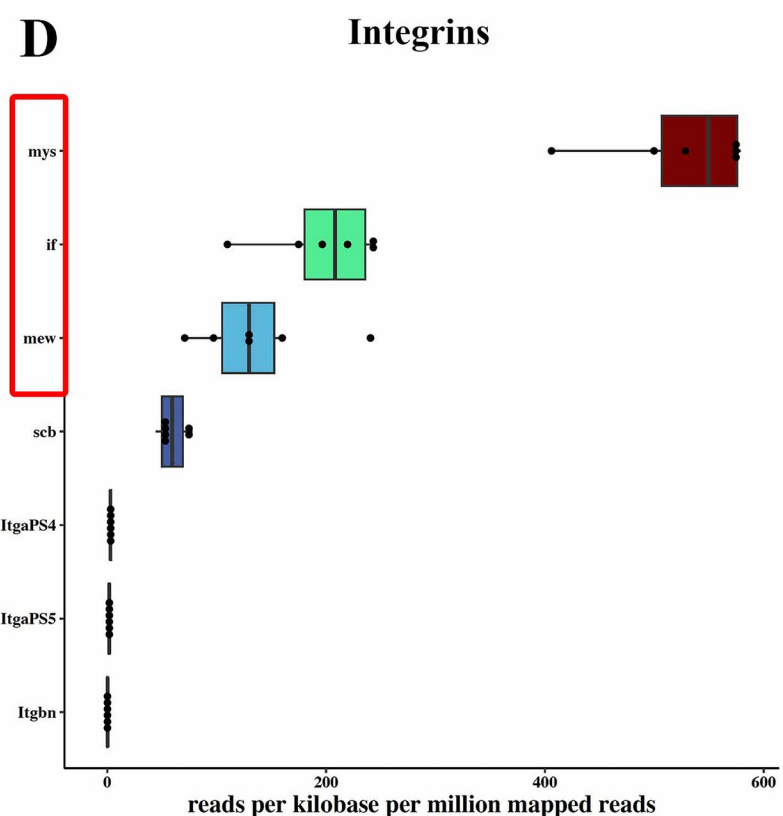 D
Integrins
mys
if
mew
scb
ItgaPS4
ItgaPS5
Itgbn
0 200 400 600
reads per kilobase per million mapped reads